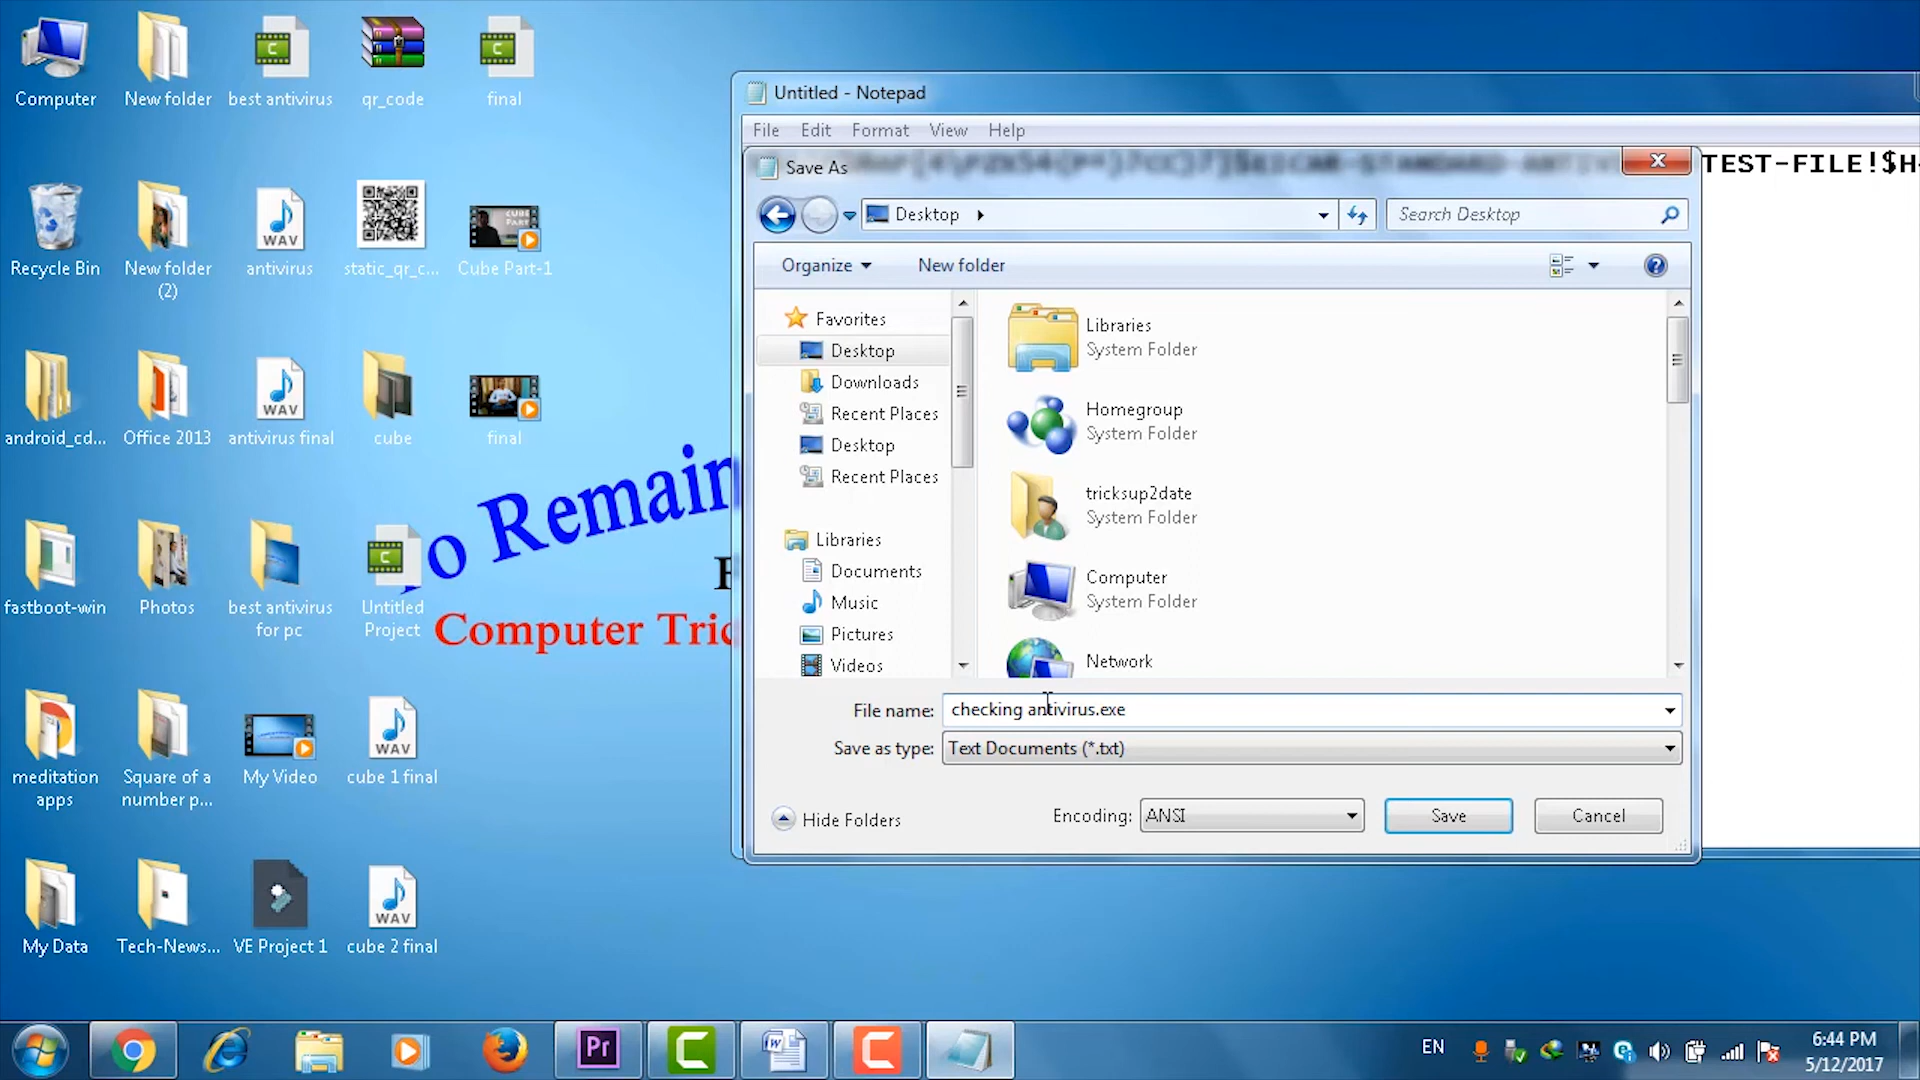 Computer
New folder
best antivirus
qr_code
final
Recycle Bin
New folder
(2)
antivirus
static_qr_c...
Cube Part-1
android_cd...
Office 2013
antivirus final
cube
final
fastboot-win
Photos
best antivirus
for pc
Untitled
Project
meditation
apps
Square of a
number p...
My Video
cube 1 final
My Data
Tech-News...
VE Project 1
cube 2 final
o Remain
Computer Tric
Untitled - Notepad
File Edit Format View Help
TEST-FILE!$H
Save As
Desktop
Search Desktop
Organize
New folder
Favorites
Desktop
Downloads
Recent Places
Desktop
Recent Places
Libraries
Documents
Music
Pictures
Videos
Libraries
System Folder
Homegroup
System Folder
tricksup2date
System Folder
Computer
System Folder
Network
File name: checking antivirus.exe
Save as type: Text Documents (*.txt)
Hide Folders
Encoding: ANSI
Save
Cancel
EN
6:44 PM
5/12/2017